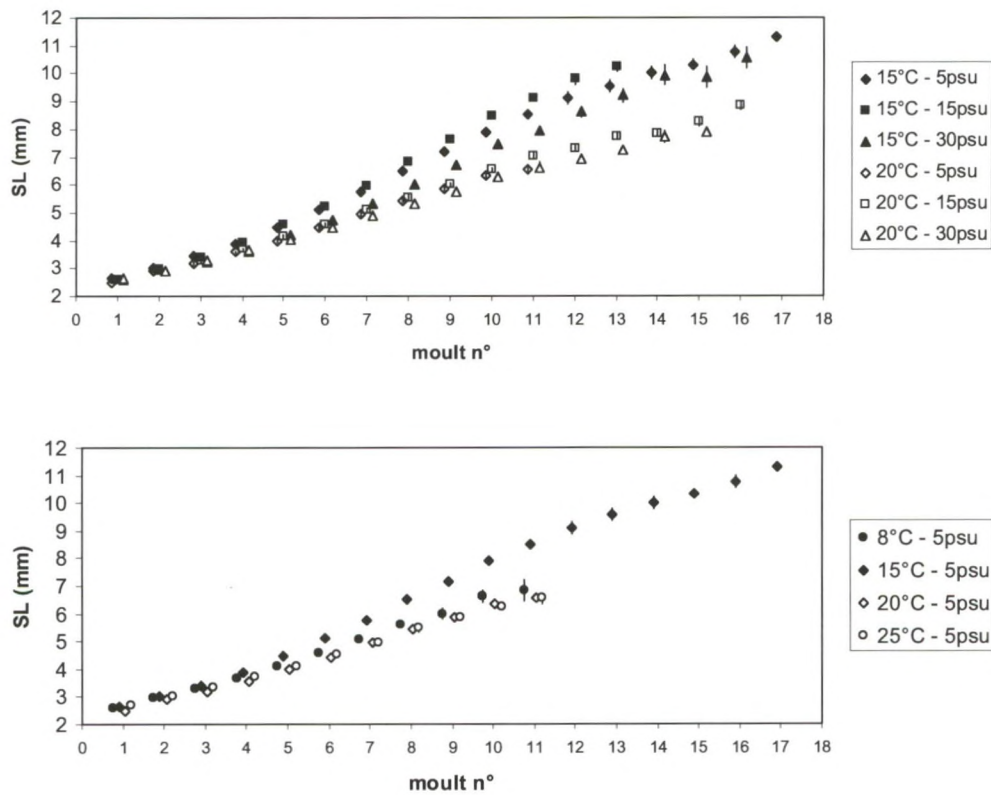 12
11
10
9
8
7
6
5
4
3
2
SL (mm)
0 1 2 3 4 5 6 7 8 9 10 11 12 13 14 15 16 17 18
moult n°
15°C - 5psu
15°C - 15psu
15°C - 30psu
20°C - 5psu
20°C - 15psu
20°C - 30psu
12
11
10
9
8
7
6
5
4
3
2
SL (mm)
0 1 2 3 4 5 6 7 8 9 10 11 12 13 14 15 16 17 18
moult n°
8°C - 5psu
15°C - 5psu
20°C - 5psu
25°C - 5psu